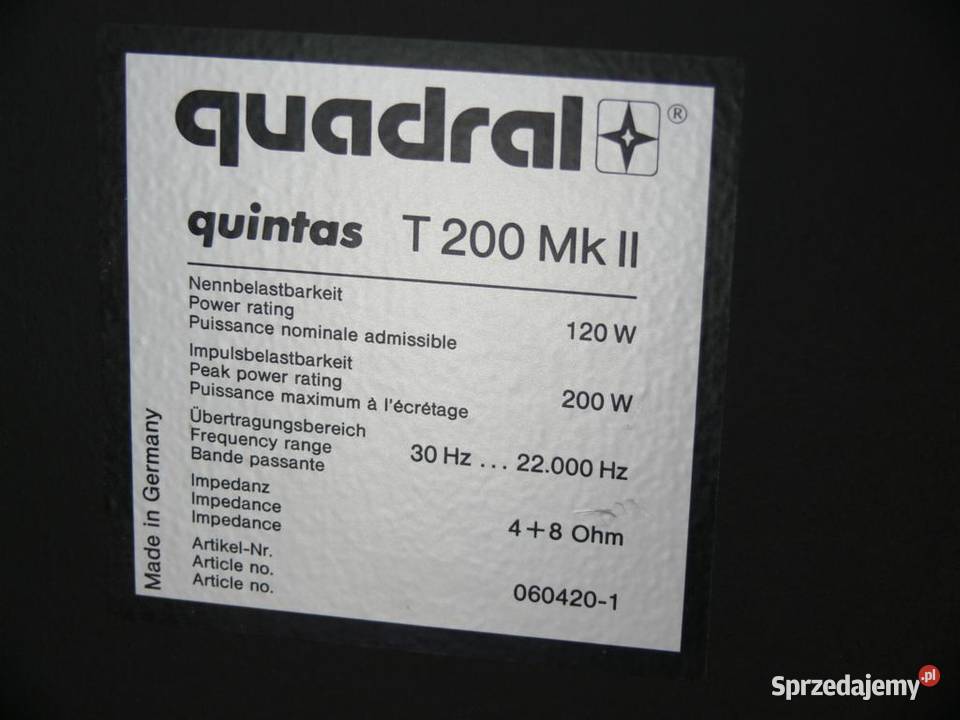 quadral ®
quintas T 200 Mk II
Nennbelastbarkeit
Power rating
Puissance nominale admissible 120 W
Impulsbelastbarkeit
Peak power rating
Puissance maximum à l'écrétage 200 W
Übertragungsbereich
Frequency range 30 Hz ... 22.000 Hz
Bande passante
Impedanz
Impedance
Impedance 4+8 Ohm
Artikel-Nr.
Article no.
Article no. 060420-1
Made in Germany
Sprzedajemy.pl